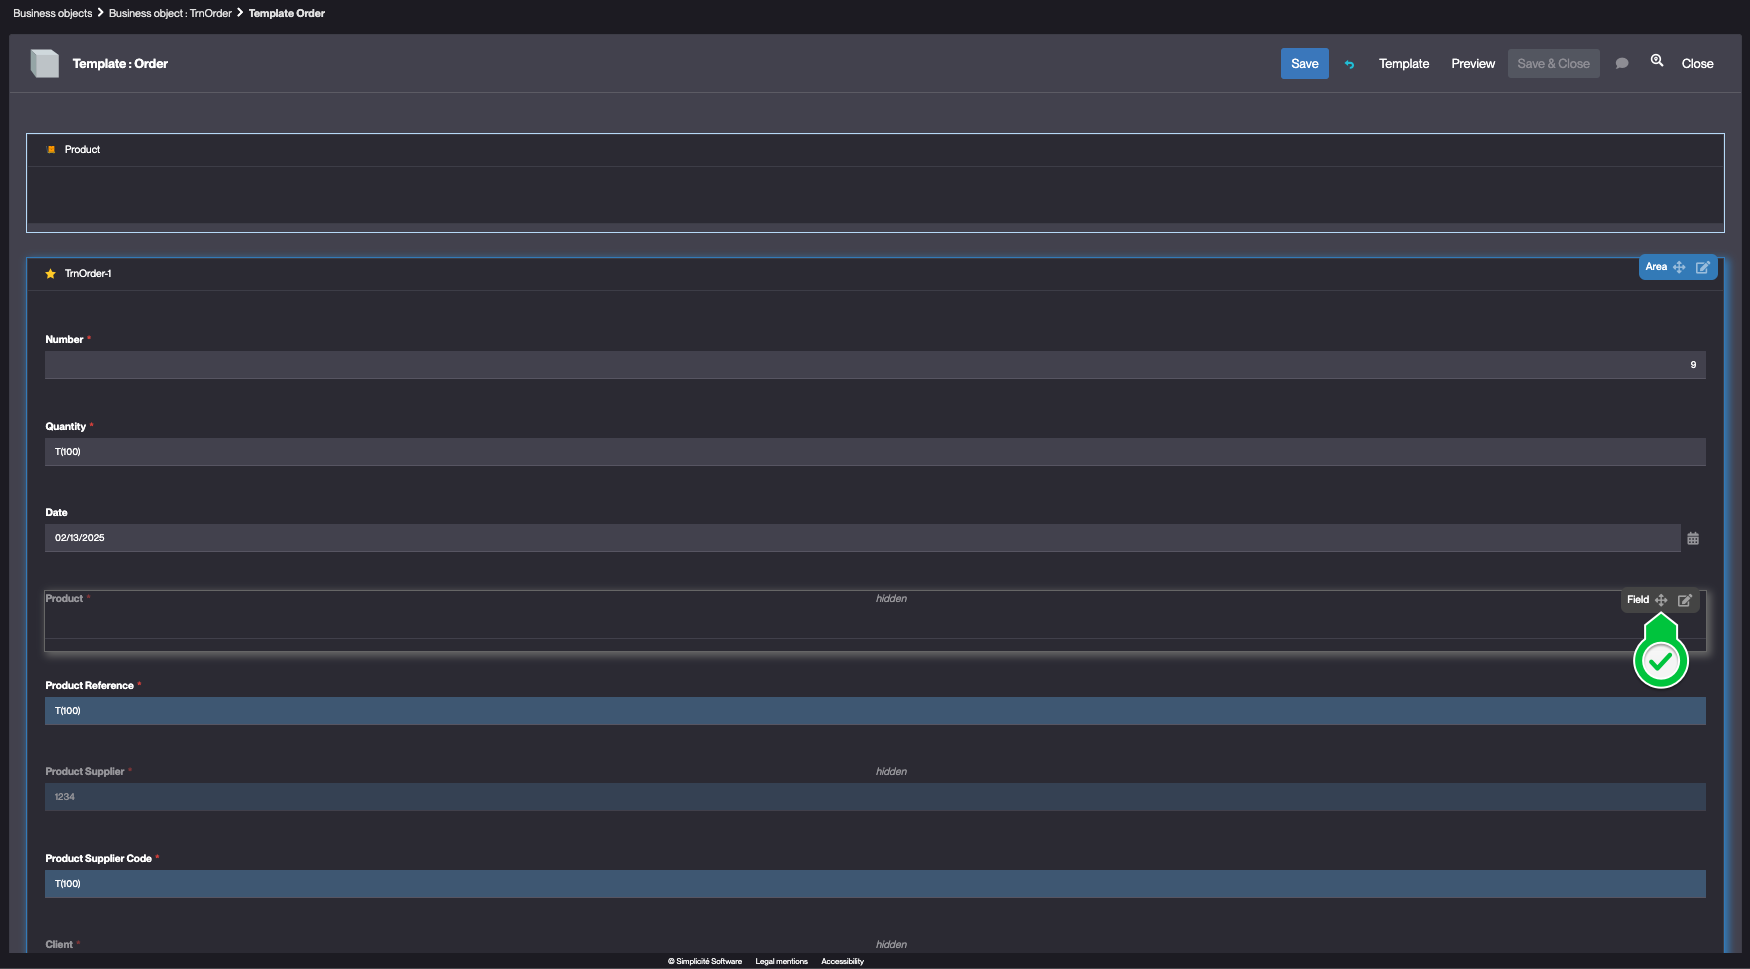 Business objects > Business object : TrnOrder > Template Order
Template : Order
Save
Template
Preview
Save & Close
Close
Product
TrnOrder-1
Area
Number *
9
Quantity *
T(100)
Date
02/13/2025
Product *
hidden
Field
Product Reference *
T(100)
Product Supplier *
hidden
1234
Product Supplier Code *
T(100)
Client *
hidden
© Simplicité Software
Legal mentions
Accessibility